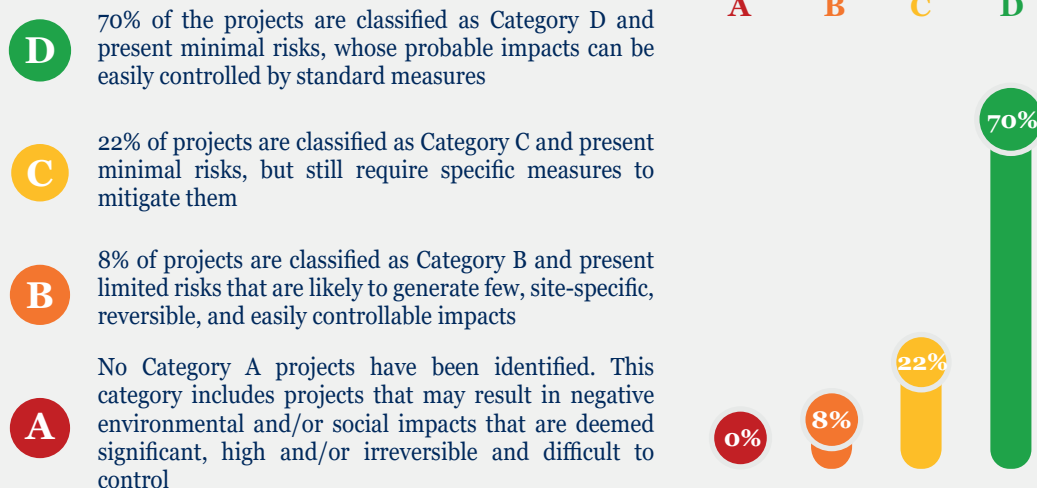 D
70% of the projects are classified as Category D and
present minimal risks, whose probable impacts can be
easily controlled by standard measures
C
22% of projects are classified as Category C and present
minimal risks, but still require specific measures to
mitigate them
B
8% of projects are classified as Category B and present
limited risks that are likely to generate few, site-specific,
reversible, and easily controllable impacts
A
No Category A projects have been identified. This
category includes projects that may result in negative
environmental and/or social impacts that are deemed
significant, high and/or irreversible and difficult to
control
A B C D
0% 8% 22% 70%